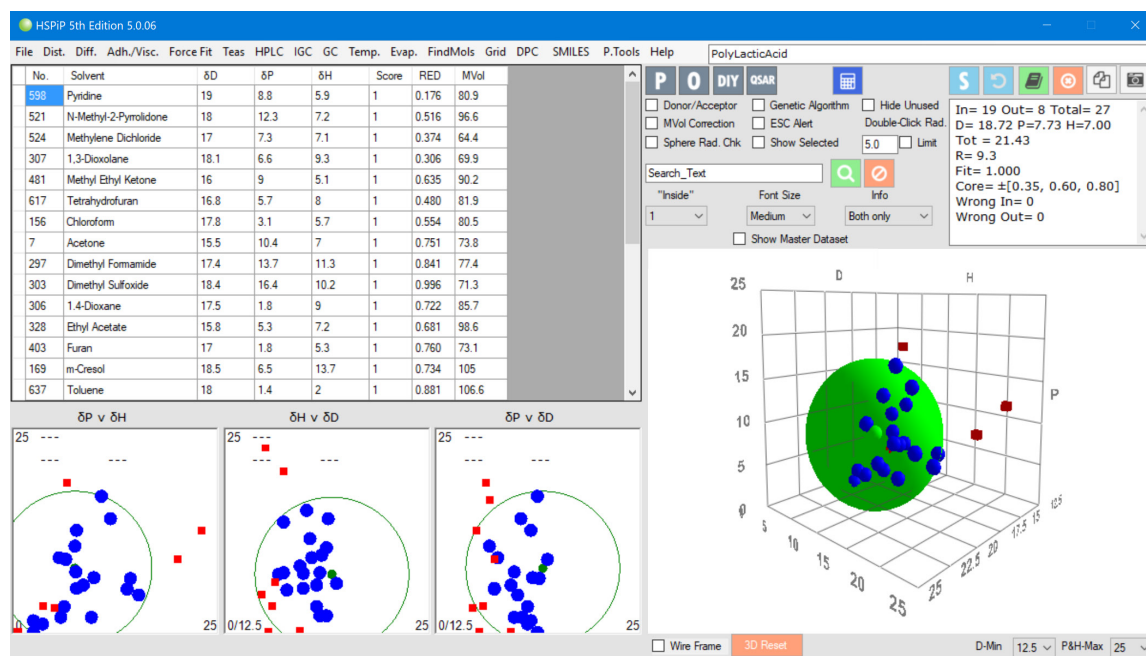 HSPiP 5th Edition 5.0.06
File Dist. Diff. Adh./Visc. Force Fit Teas HPLC IGC GC Temp. Evap. FindMols Grid DPC SMILES P.Tools Help PolyLacticAcid
No. Solvent δD δP δH Score RED MVol
598 Pyridine 19 8.8 5.9 1 0.176 80.9
521 N-Methyl-2-Pyrrolidone 18 12.3 7.2 1 0.516 96.6
524 Methylene Dichloride 17 7.3 7.1 1 0.374 64.4
307 1,3-Dioxolane 18.1 6.6 9.3 1 0.306 69.9
481 Methyl Ethyl Ketone 16 9 5.1 1 0.635 90.2
617 Tetrahydrofuran 16.8 5.7 8 1 0.480 81.9
156 Chloroform 17.8 3.1 5.7 1 0.554 80.5
7 Acetone 15.5 10.4 7 1 0.751 73.8
297 Dimethyl Formamide 17.4 13.7 11.3 1 0.841 77.4
303 Dimethyl Sulfoxide 18.4 16.4 10.2 1 0.996 71.3
306 1.4-Dioxane 17.5 1.8 9 1 0.722 85.7
328 Ethyl Acetate 15.8 5.3 7.2 1 0.681 98.6
403 Furan 17 1.8 5.3 1 0.760 73.1
169 m-Cresol 18.5 6.5 13.7 1 0.734 105
637 Toluene 18 1.4 2 1 0.881 106.6
P O DIY QSAR S
Donor/Acceptor Genetic Algorithm Hide Unused
MVol Correction ESC Alert Double-Click Rad.
Sphere Rad. Chk Show Selected 5.0 Limit
Search_Text
"Inside" Font Size Info
1 Medium Both only
Show Master Dataset
In= 19 Out= 8 Total= 27
D= 18.72 P=7.73 H=7.00
Tot = 21.43
R= 9.3
Fit= 1.000
Core= ±[0.35, 0.60, 0.80]
Wrong In= 0
Wrong Out= 0
D H
25
20
15
10 P
5
0
5 10 15 20 25
25 22.5 20 17.5 15 12.5
δP v δH δH v δD δP v δD
25 --- 25 --- 25 ---
--- --- --- --- --- ---
0 25 0/12.5 25 0/12.5 25
Wire Frame 3D Reset D-Min 12.5 P&H-Max 25